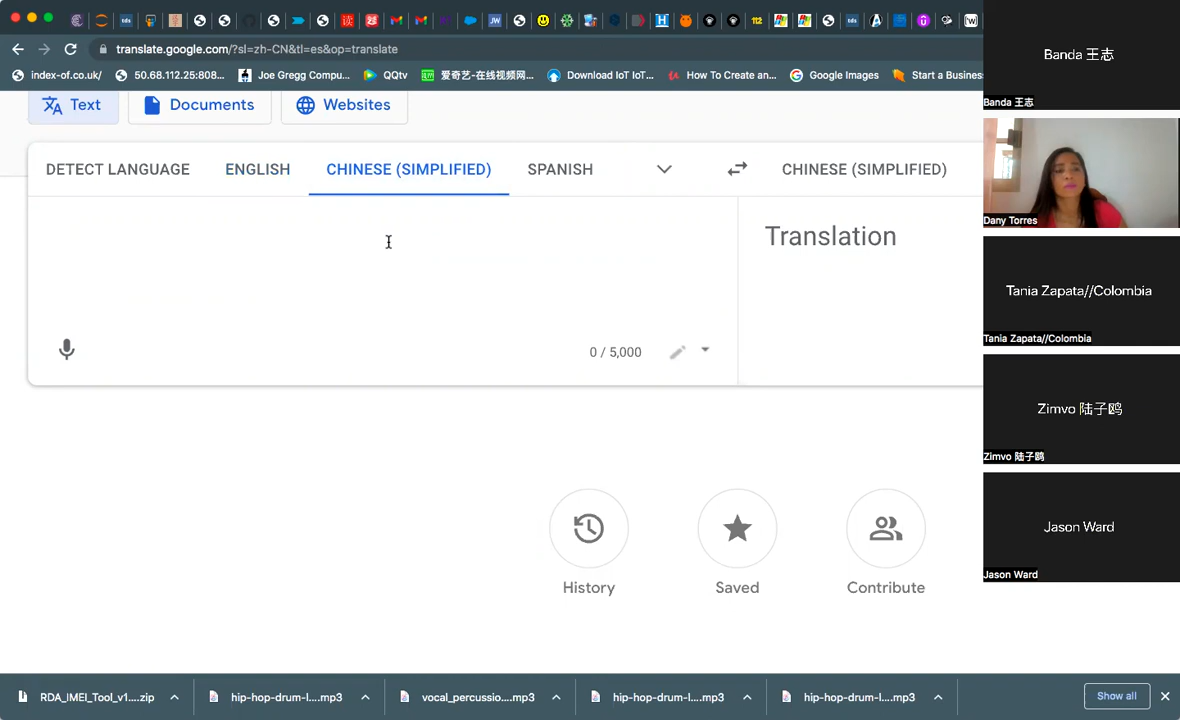 translate.google.com/?sl=zh-CN&tl=es&op=translate
index-of.co.uk/
50.68.112.25:808...
Joe Gregg Compu...
QQtv
爱奇艺-在线视频网...
Download IoT IoT...
How To Create an...
Google Images
Start a Business
Text
Documents
Websites
DETECT LANGUAGE
ENGLISH
CHINESE (SIMPLIFIED)
SPANISH
CHINESE (SIMPLIFIED)
Translation
0 / 5,000
History
Saved
Contribute
Banda 王志
Banda 王志
Dany Torres
Tania Zapata//Colombia
Tania Zapata//Colombia
Zimvo 陆子鸥
Zimvo 陆子鸥
Jason Ward
Jason Ward
RDA_IMEI_Tool_v1....zip
hip-hop-drum-l....mp3
vocal_percussio....mp3
hip-hop-drum-l....mp3
hip-hop-drum-l....mp3
Show all